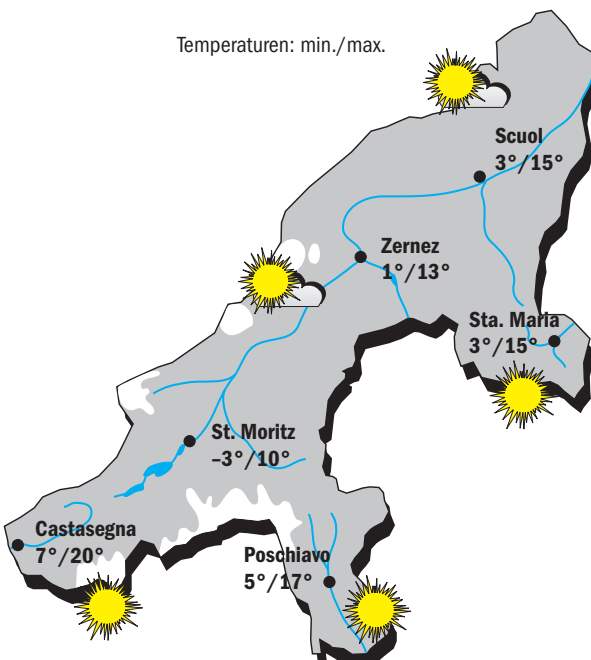 Temperaturen: min./max.
Scuol
3°/15°
Zernez
1°/13°
Sta. Maria
3°/15°
St. Moritz
–3°/10°
Castasegna
7°/20°
Poschiavo
5°/17°